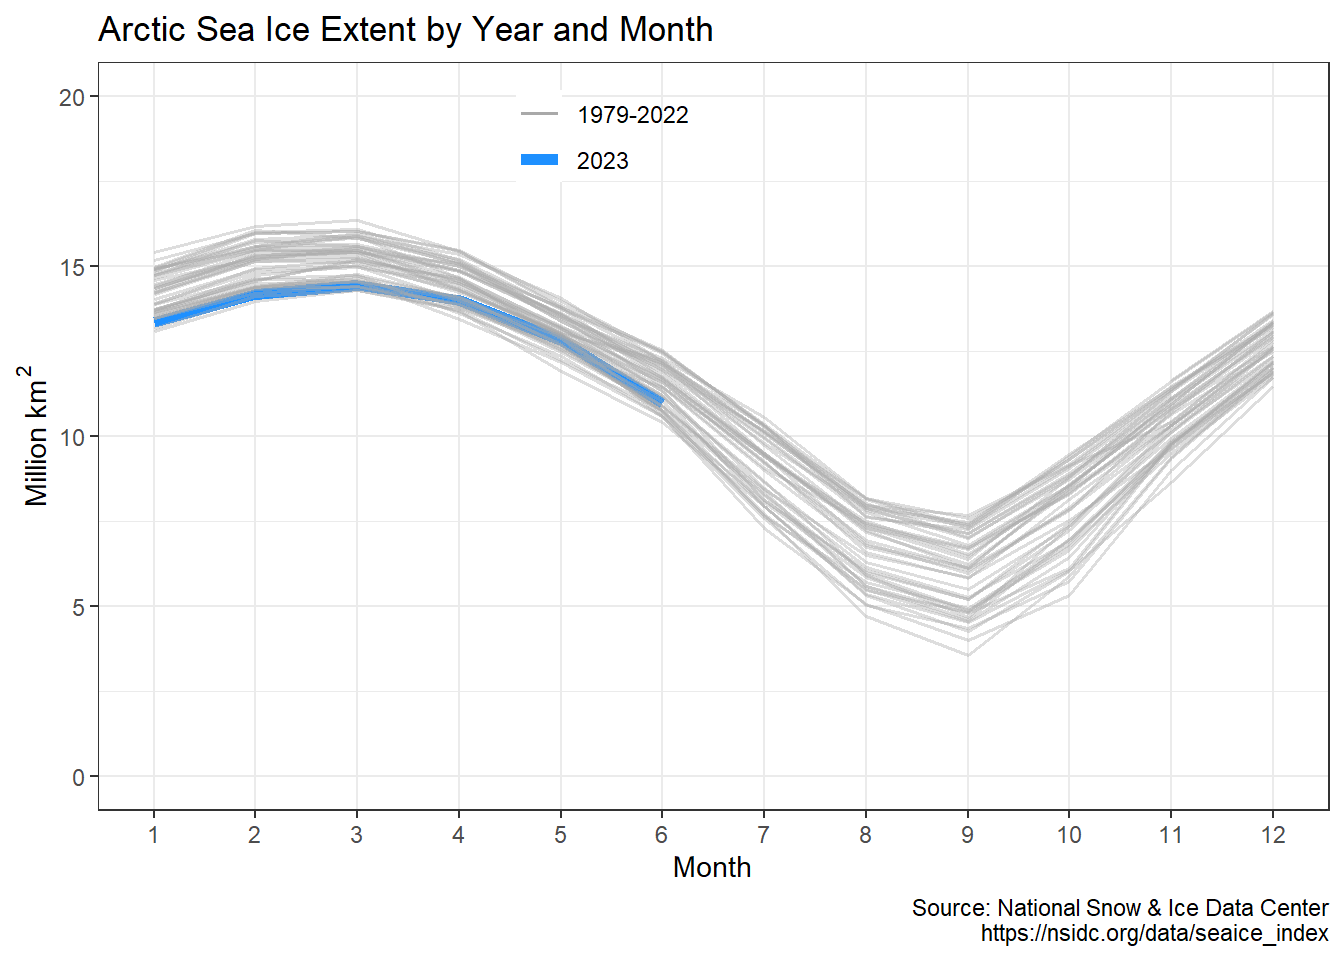 Arctic Sea Ice Extent by Year and Month
20
15
10
5
0
Million km²
1979-2022
2023
1 2 3 4 5 6 7 8 9 10 11 12
Month
Source: National Snow & Ice Data Center
https://nsidc.org/data/seaice_index